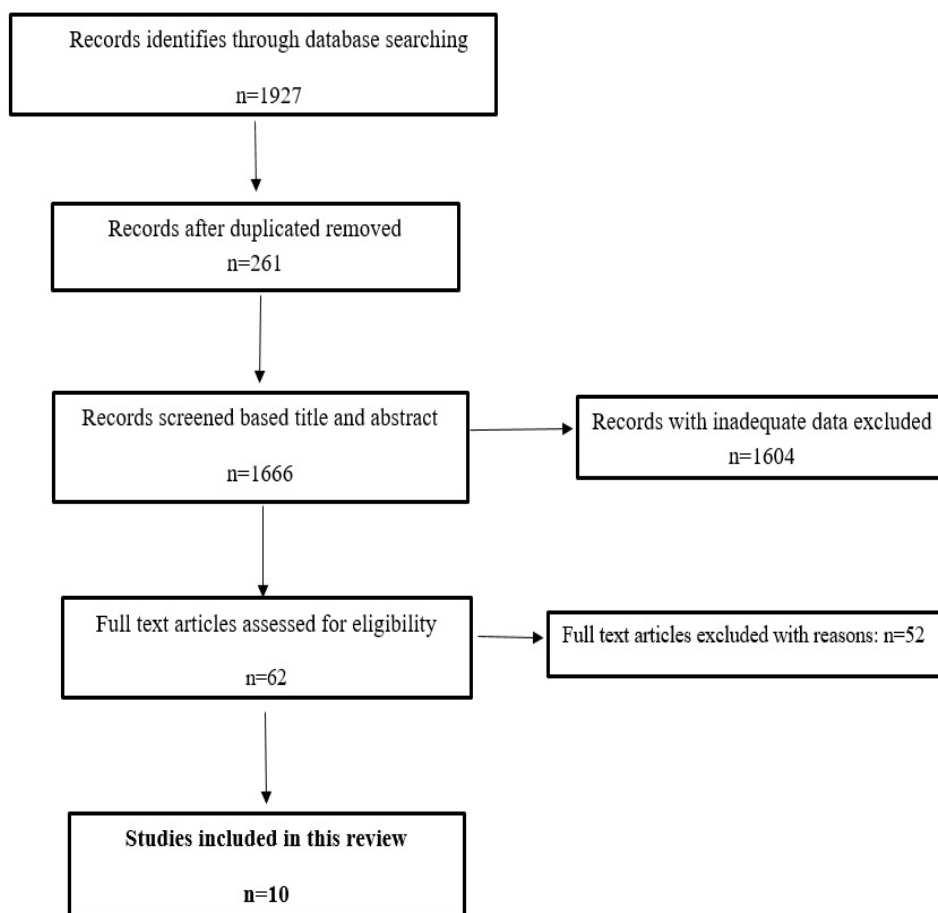 Records identifies through database searching
n=1927
Records after duplicated removed
n=261
Records screened based title and abstract
n=1666
Records with inadequate data excluded
n=1604
Full text articles assessed for eligibility
n=62
Full text articles excluded with reasons: n=52
Studies included in this review
n=10